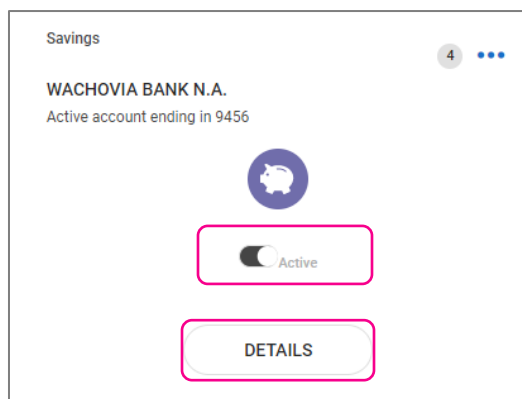 Savings
4
WACHOVIA BANK N.A.
Active account ending in 9456
Active
DETAILS